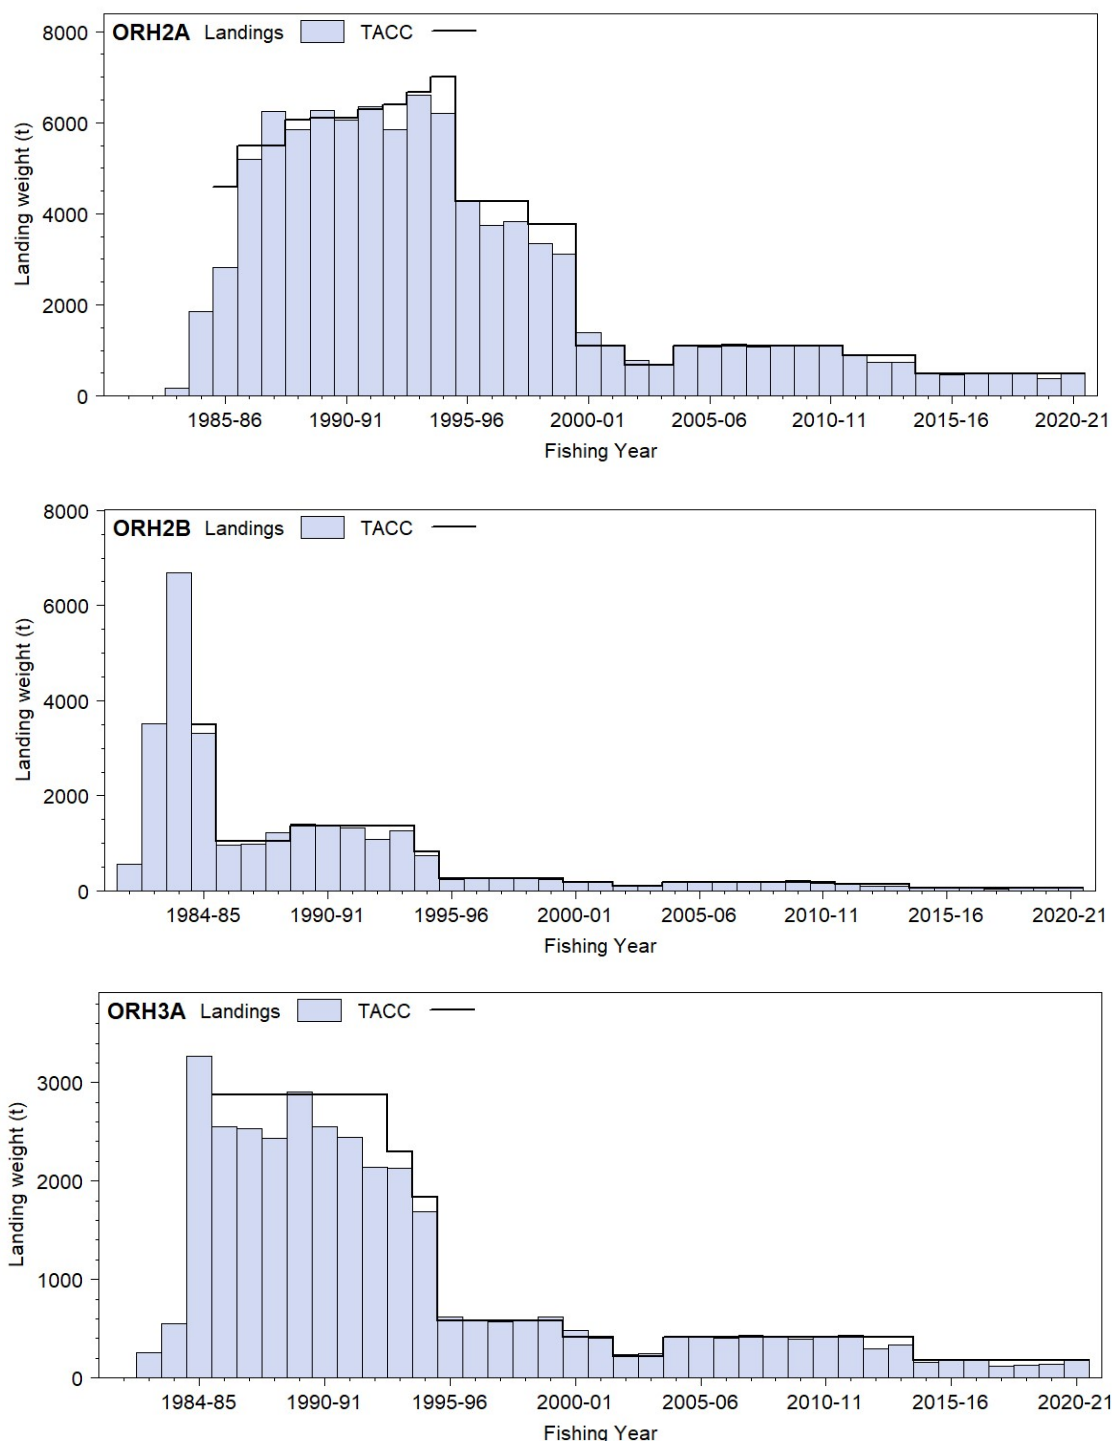 ORH2A Landings TACC
8000
6000
4000
2000
0
Landing weight (t)
1985-86 1990-91 1995-96 2000-01 2005-06 2010-11 2015-16 2020-21
Fishing Year
ORH2B Landings TACC
8000
6000
4000
2000
0
Landing weight (t)
1984-85 1990-91 1995-96 2000-01 2005-06 2010-11 2015-16 2020-21
Fishing Year
ORH3A Landings TACC
3000
2000
1000
0
Landing weight (t)
1984-85 1990-91 1995-96 2000-01 2005-06 2010-11 2015-16 2020-21
Fishing Year